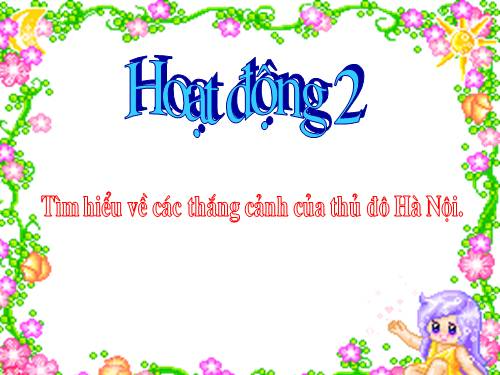 Hoạt động 2
Tìm hiểu về các thắng cảnh của thủ đô Hà Nội.